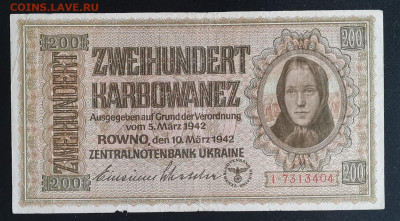 COINS.LAVE.RU
200
ZWEIHUNDERT
200
ZWEIHUNDERT
KARBOWANEZ
Ausgegeben auf Grund der Verordnung
vom 5. März 1942
ROWNO, den 10. März 1942
ZENTRALNOTENBANK UKRAINE
1·7313404
200
200